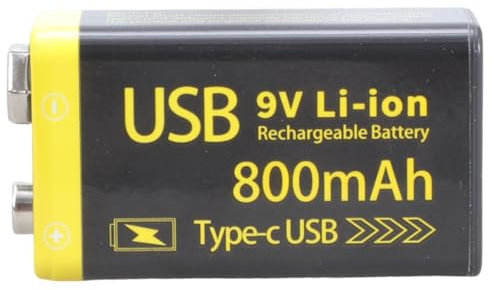 USB 9V Li-ion
Rechargeable Battery
800mAh
Type-c USB